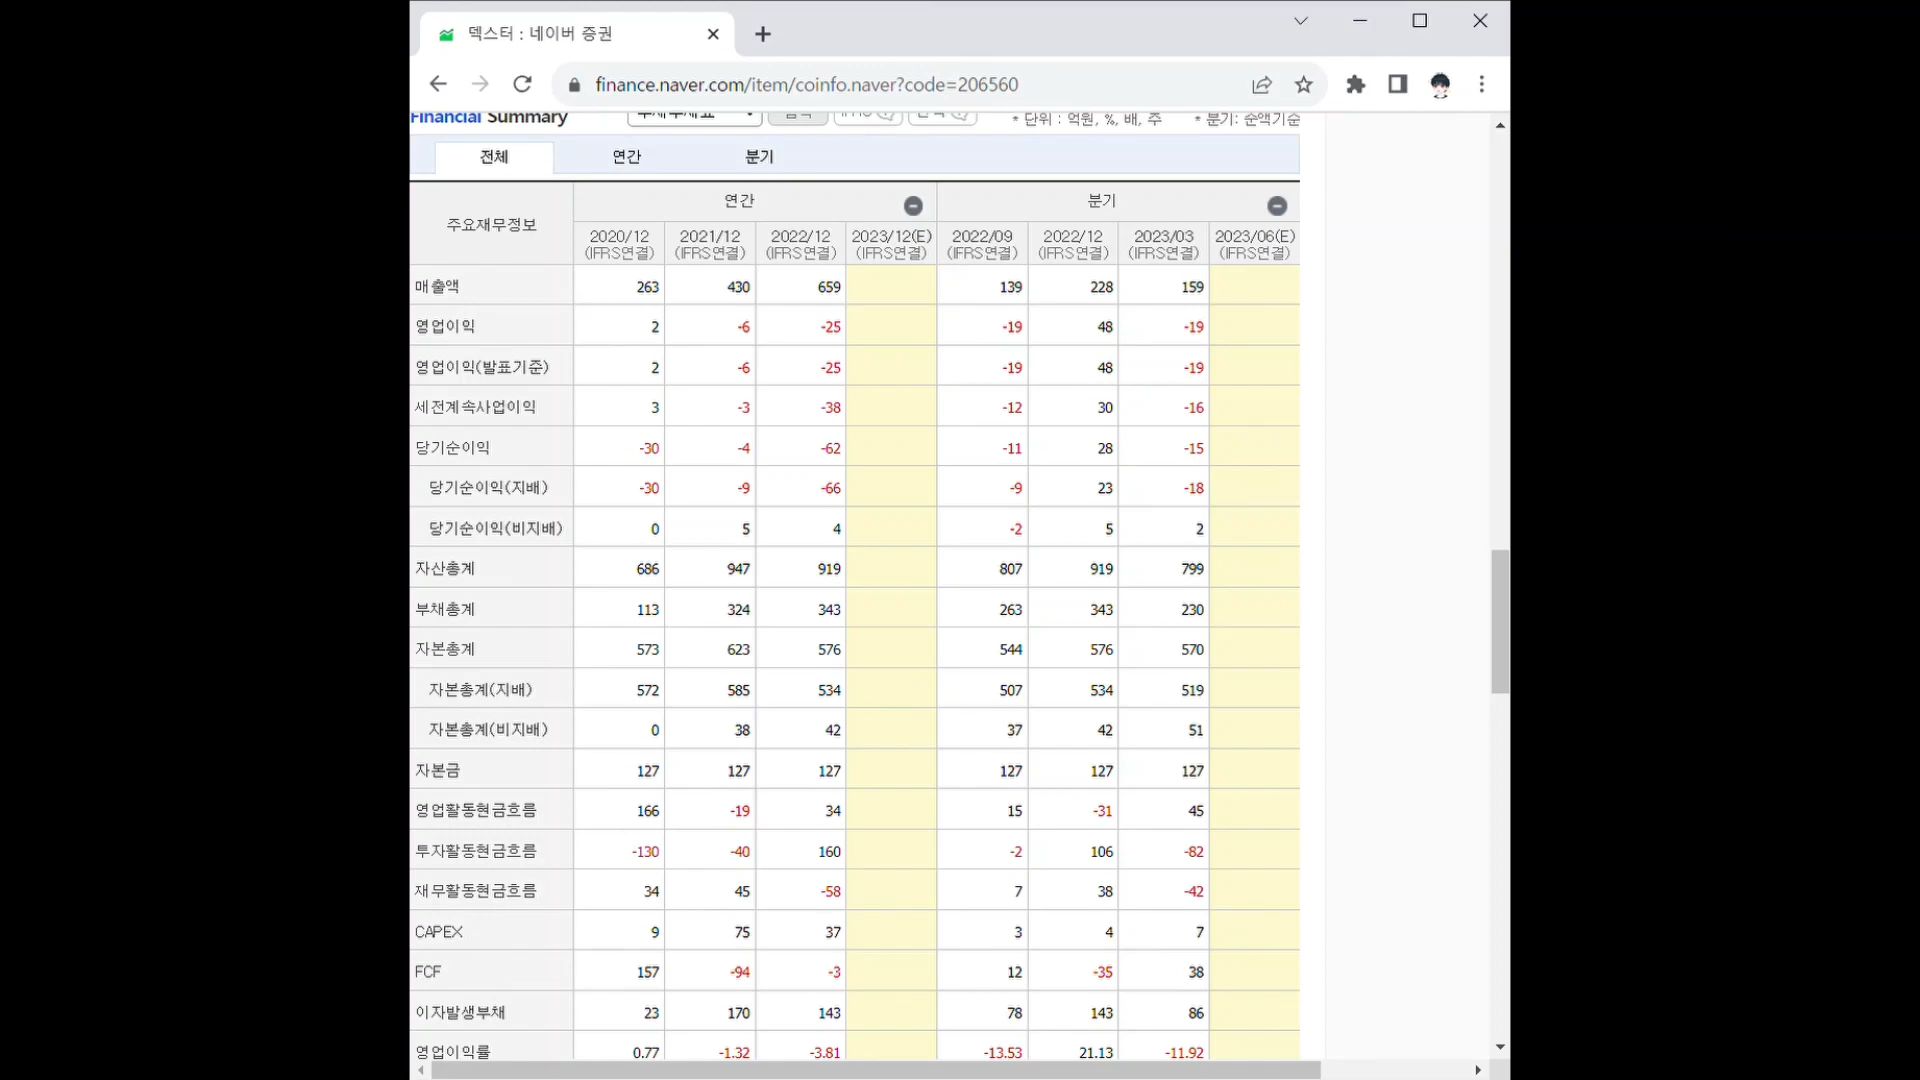 덱스터 : 네이버 증권
finance.naver.com/item/coinfo.naver?code=206560
Financial Summary
* 단위 : 억원, %, 배, 주 * 분기: 순액기준
전체 연간 분기
주요재무정보 연간 분기
2020/12 2021/12 2022/12 2023/12(E) 2022/09 2022/12 2023/03 2023/06(E)
(IFRS연결) (IFRS연결) (IFRS연결) (IFRS연결) (IFRS연결) (IFRS연결) (IFRS연결) (IFRS연결)
매출액 263 430 659 139 228 159
영업이익 2 -6 -25 -19 48 -19
영업이익(발표기준) 2 -6 -25 -19 48 -19
세전계속사업이익 3 -3 -38 -12 30 -16
당기순이익 -30 -4 -62 -11 28 -15
당기순이익(지배) -30 -9 -66 -9 23 -18
당기순이익(비지배) 0 5 4 -2 5 2
자산총계 686 947 919 807 919 799
부채총계 113 324 343 263 343 230
자본총계 573 623 576 544 576 570
자본총계(지배) 572 585 534 507 534 519
자본총계(비지배) 0 38 42 37 42 51
자본금 127 127 127 127 127 127
영업활동현금흐름 166 -19 34 15 -31 45
투자활동현금흐름 -130 -40 160 -2 106 -82
재무활동현금흐름 34 45 -58 7 38 -42
CAPEX 9 75 37 3 4 7
FCF 157 -94 -3 12 -35 38
이자발생부채 23 170 143 78 143 86
영업이익률 0.77 -1.32 -3.81 -13.53 21.13 -11.92